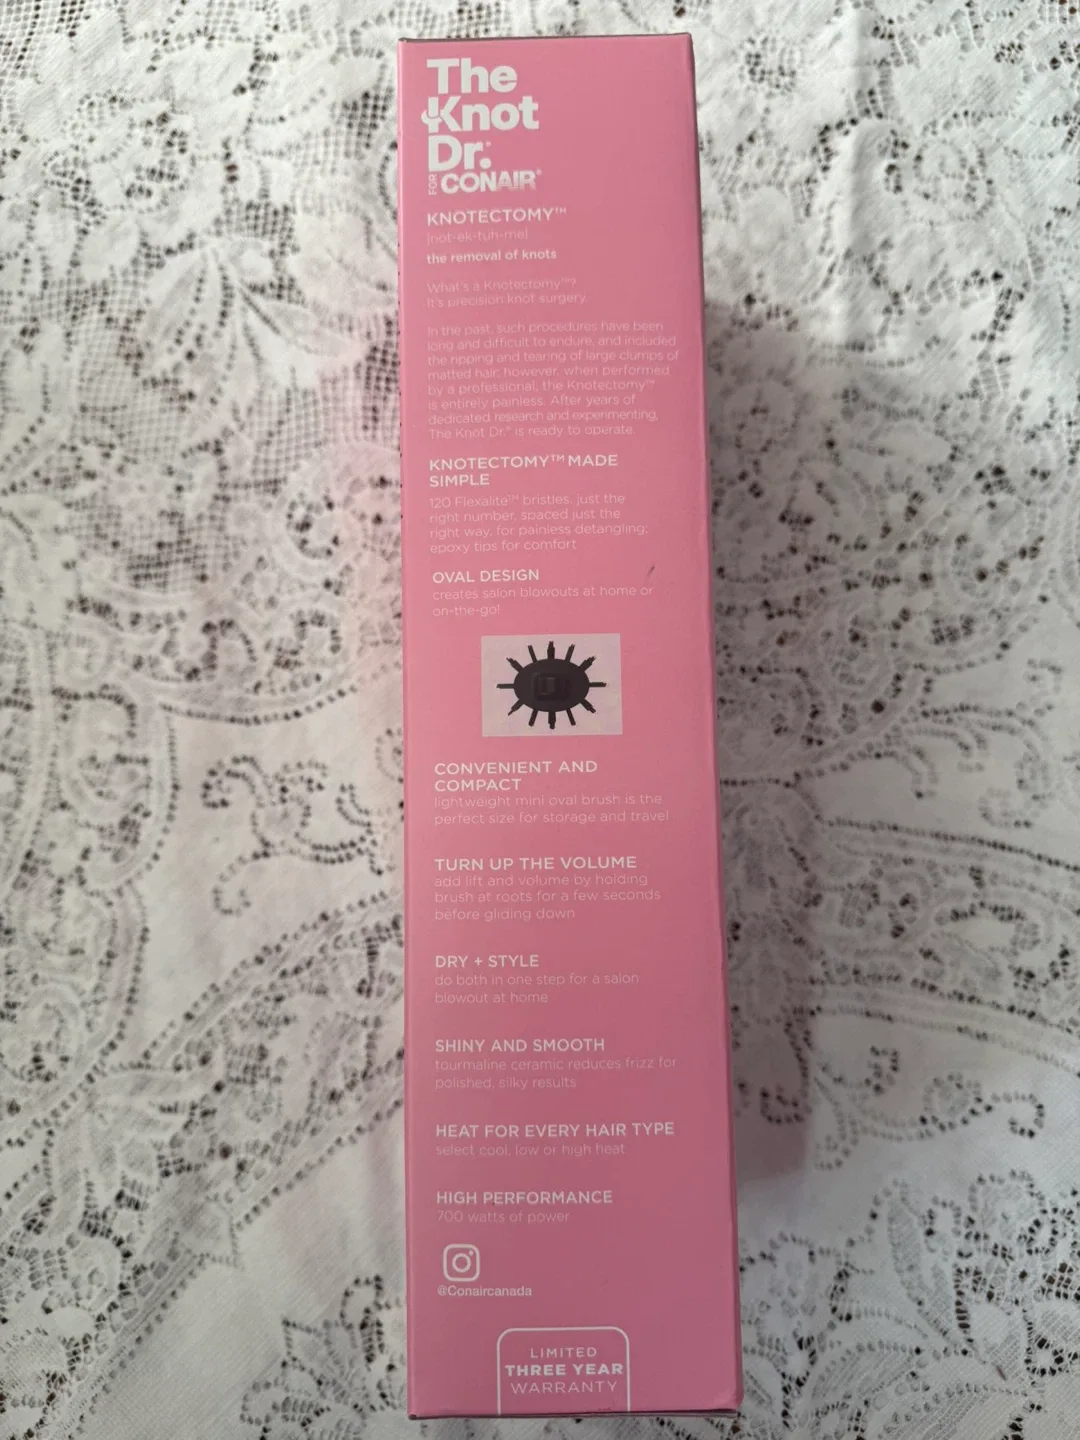 The
Knot
Dr.®
FOR CONAIR®
KNOTECTOMY™
[not-ek-tuh-me]
the removal of knots
What's a Knotectomy™?
It's precision knot surgery.
In the past, such procedures have been
long and difficult to endure, and included
the ripping and tearing of large clumps of
matted hair; however, when performed
by a professional, the Knotectomy™
is entirely painless. After years of
dedicated research and experimenting,
The Knot Dr.® is ready to operate.
KNOTECTOMY™ MADE
SIMPLE
120 Flexalite™ bristles, just the
right number, spaced just the
right way, for painless detangling;
epoxy tips for comfort
OVAL DESIGN
creates salon blowouts at home or
on-the-go!
CONVENIENT AND
COMPACT
lightweight mini oval brush is the
perfect size for storage and travel
TURN UP THE VOLUME
add lift and volume by holding
brush at roots for a few seconds
before gliding down
DRY + STYLE
do both in one step for a salon
blowout at home
SHINY AND SMOOTH
tourmaline ceramic reduces frizz for
polished, silky results
HEAT FOR EVERY HAIR TYPE
select cool, low or high heat
HIGH PERFORMANCE
700 watts of power
@Conaircanada
LIMITED
THREE YEAR
WARRANTY